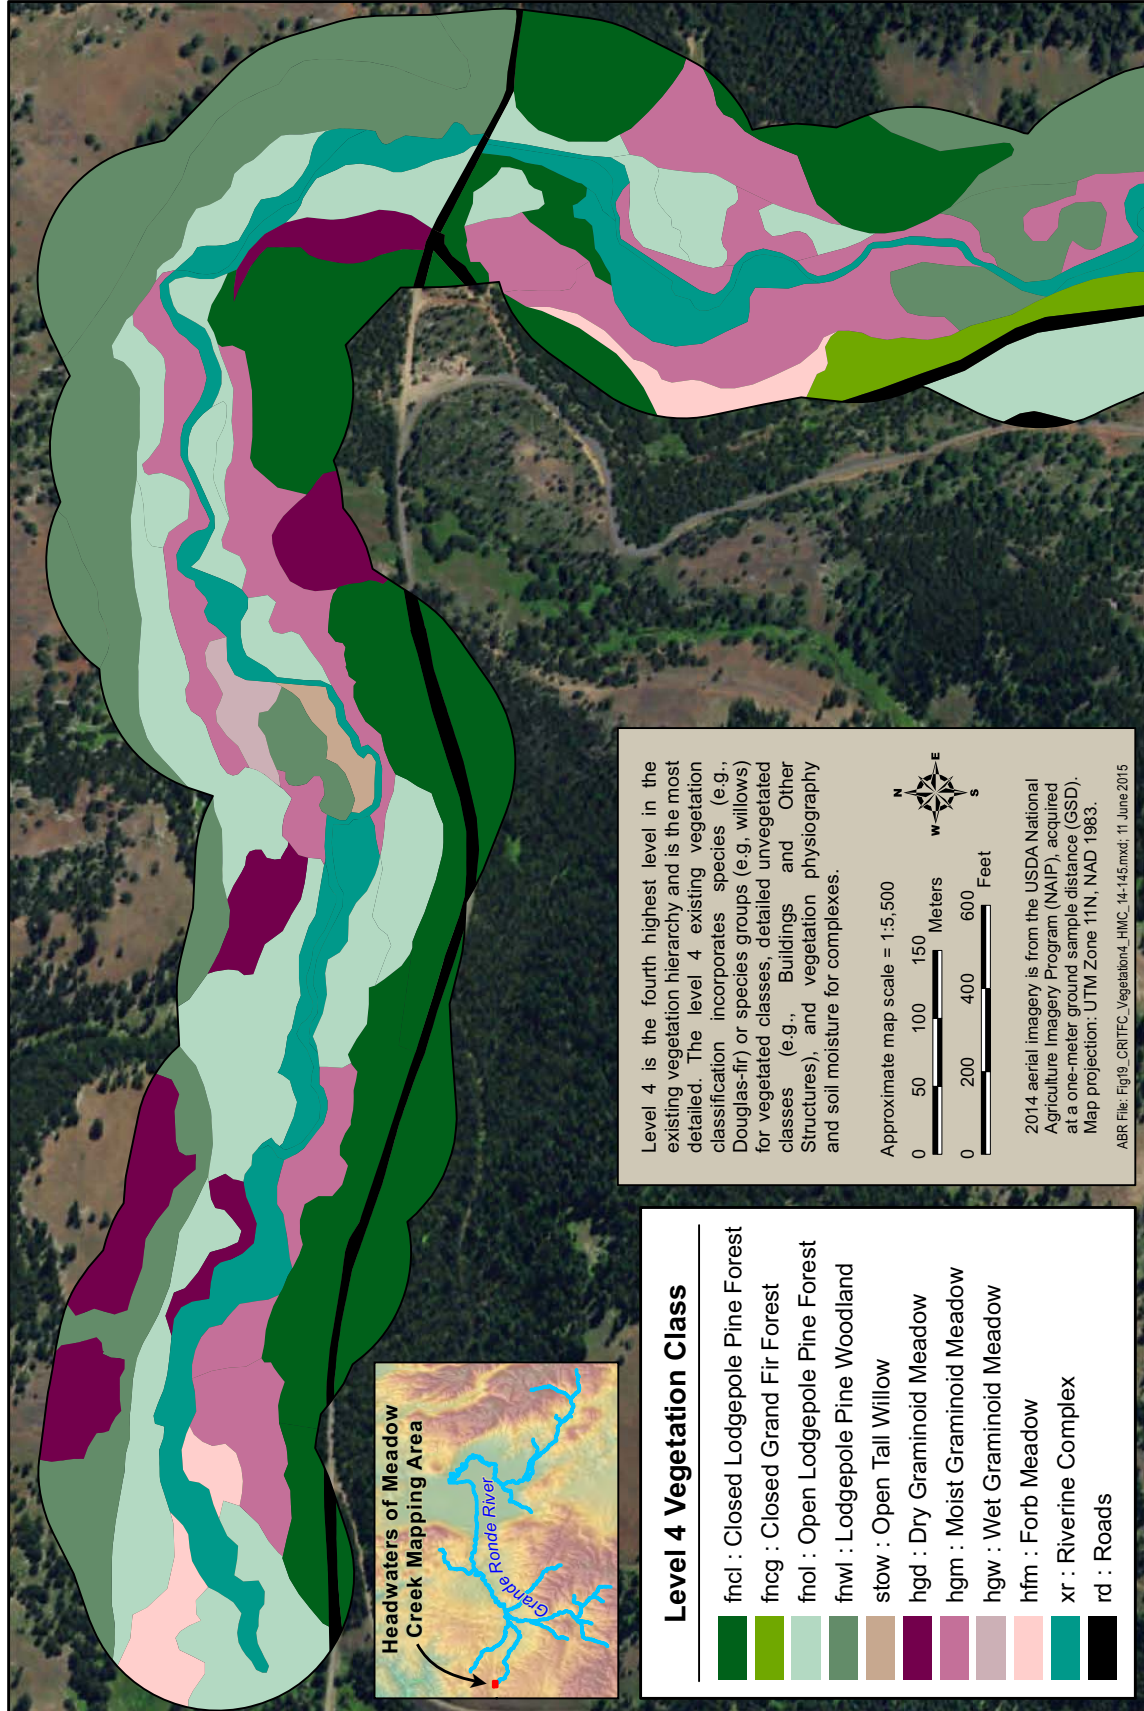 Headwaters of Meadow
Creek Mapping Area
Grande Ronde River
Level 4 Vegetation Class
fncl : Closed Lodgepole Pine Forest
fncg : Closed Grand Fir Forest
fnol : Open Lodgepole Pine Forest
fnwl : Lodgepole Pine Woodland
stow : Open Tall Willow
hgd : Dry Graminoid Meadow
hgm : Moist Graminoid Meadow
hgw : Wet Graminoid Meadow
hfm : Forb Meadow
xr : Riverine Complex
rd : Roads
Level 4 is the fourth highest level in the
existing vegetation hierarchy and is the most
detailed. The level 4 existing vegetation
classification incorporates species (e.g.,
Douglas-fir) or species groups (e.g, willows)
for vegetated classes, detailed unvegetated
classes (e.g., Buildings and Other
Structures), and vegetation physiography
and soil moisture for complexes.
Approximate map scale = 1:5,500
0 50 100 150
Meters
0 200 400 600
Feet
N
W E
S
2014 aerial imagery is from the USDA National
Agriculture Imagery Program (NAIP), acquired
at a one-meter ground sample distance (GSD).
Map projection: UTM Zone 11N, NAD 1983.
ABR File: Fig19_CRITFC_Vegetation4_HMC_14-145.mxd; 11 June 2015